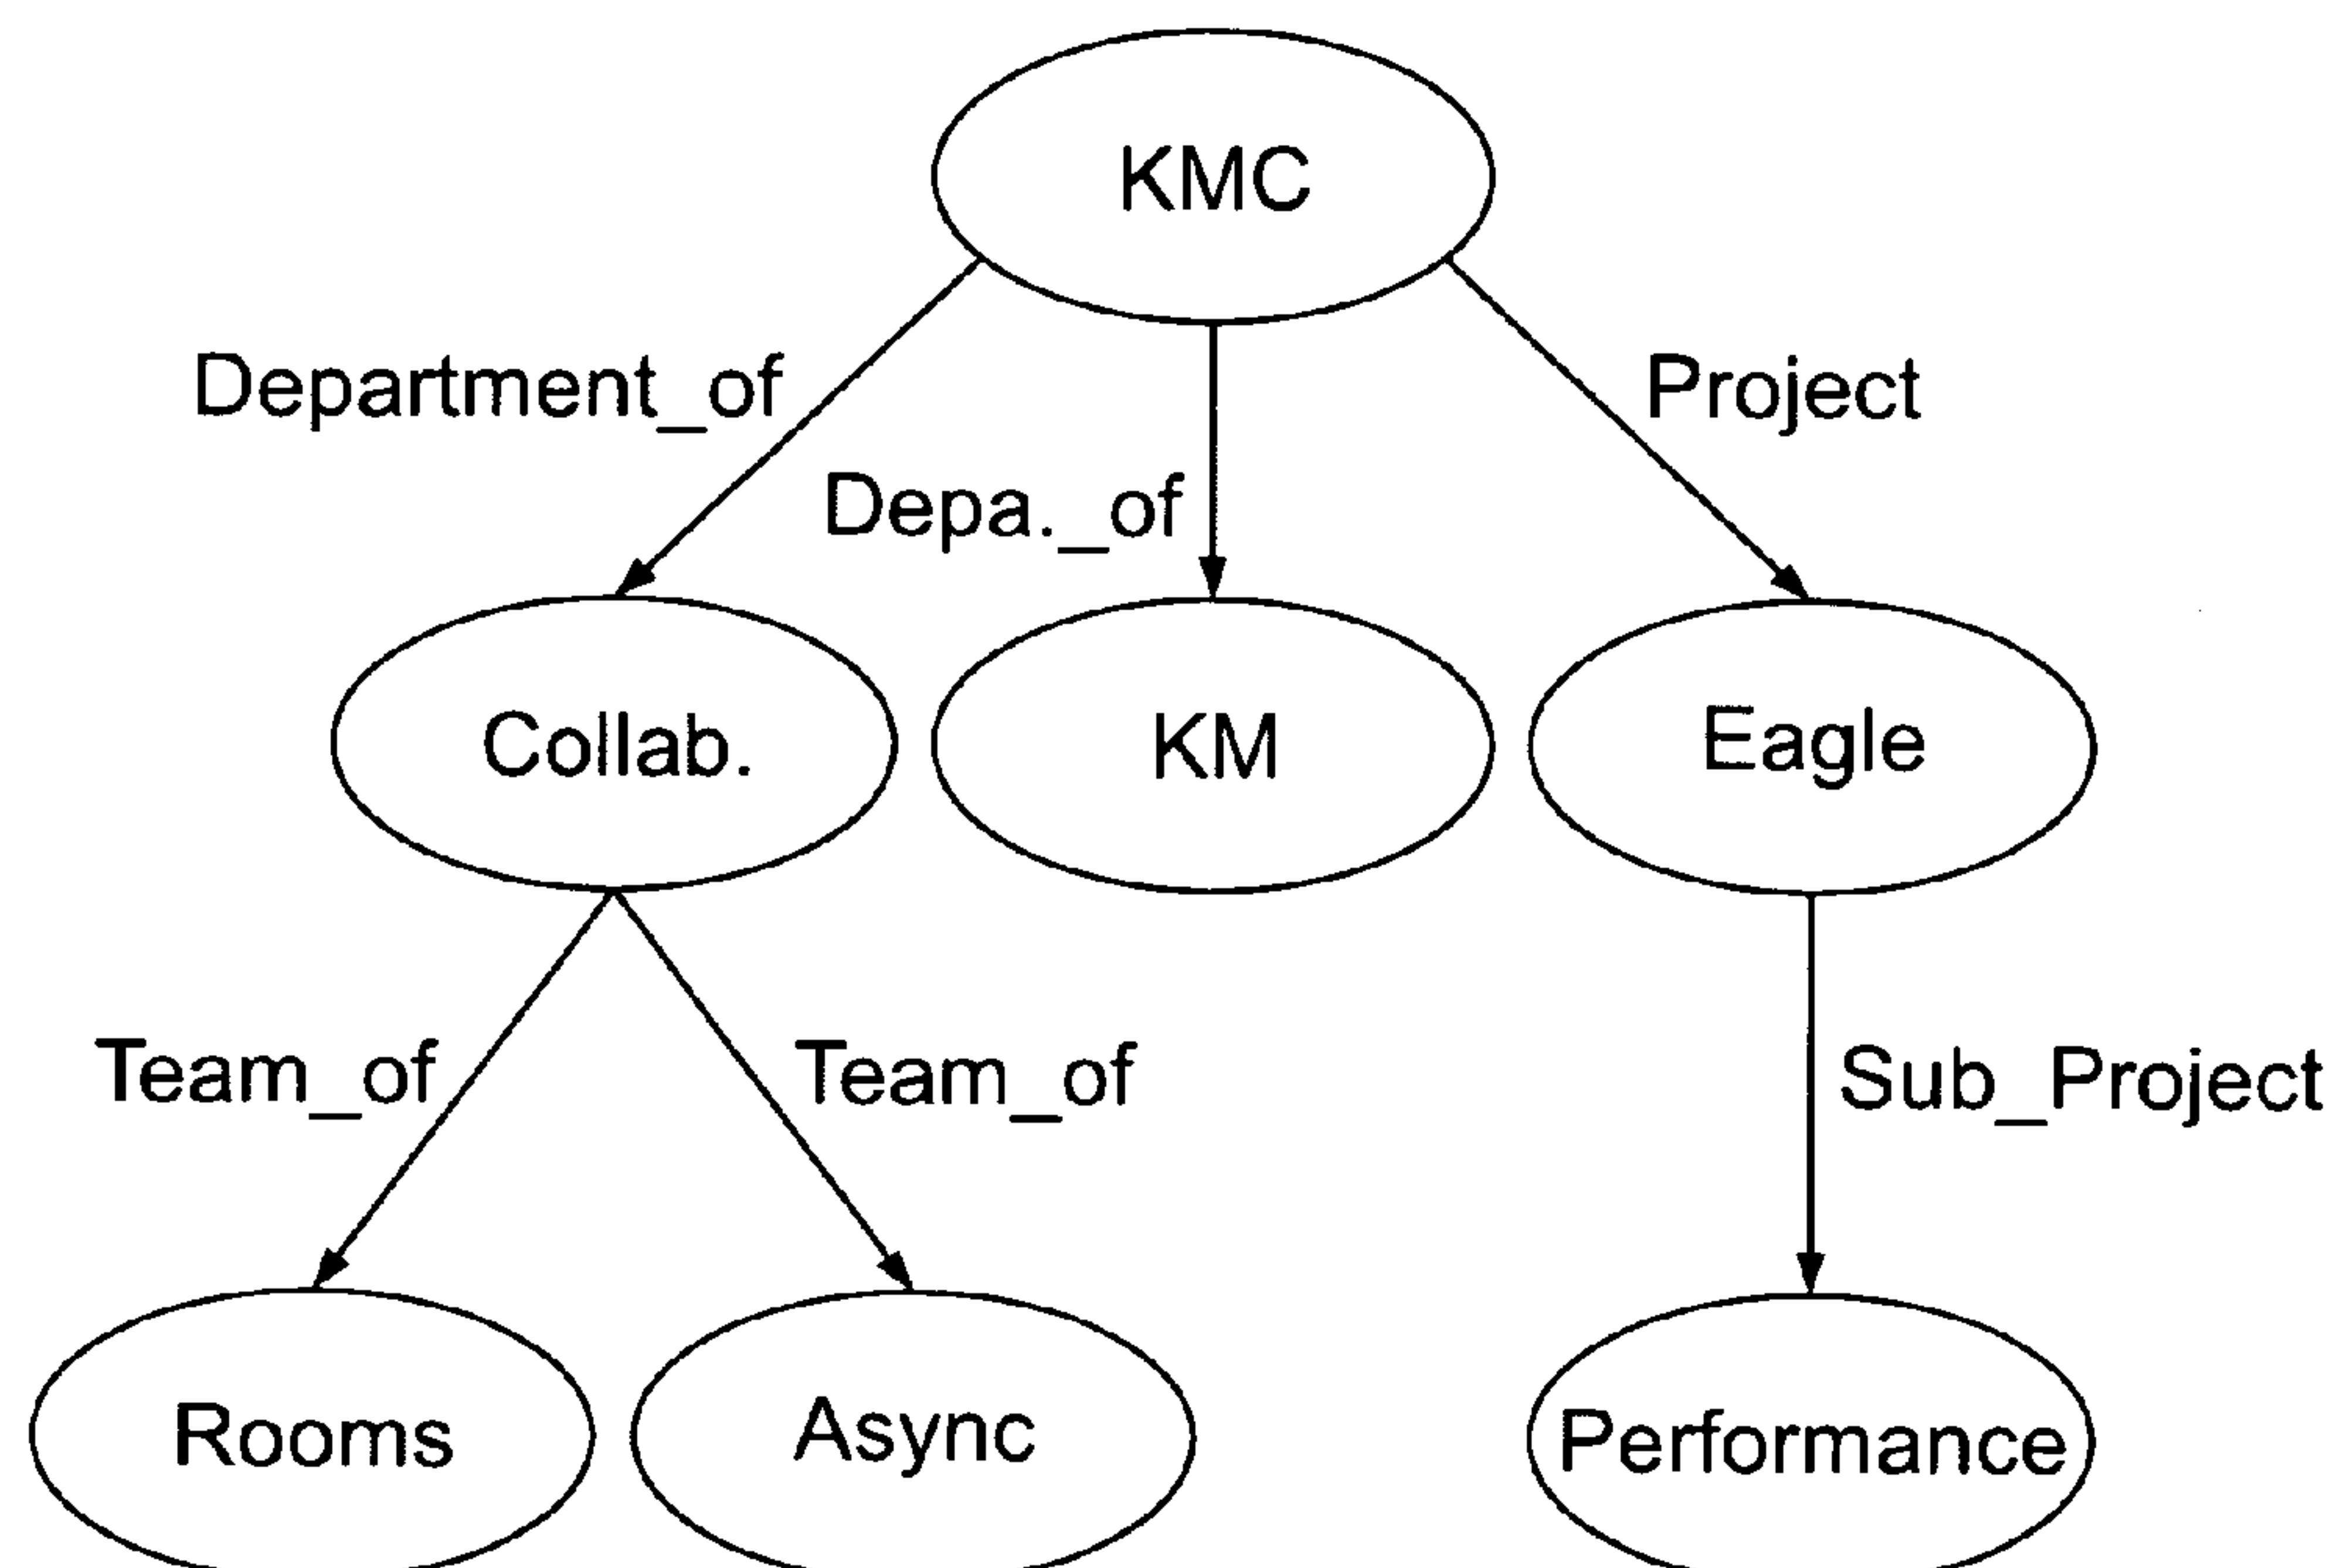 KMC
Department_of
Project
Depa._of
Collab.
KM
Eagle
Team_of
Team_of
Sub_Project
Rooms
Async
Performance